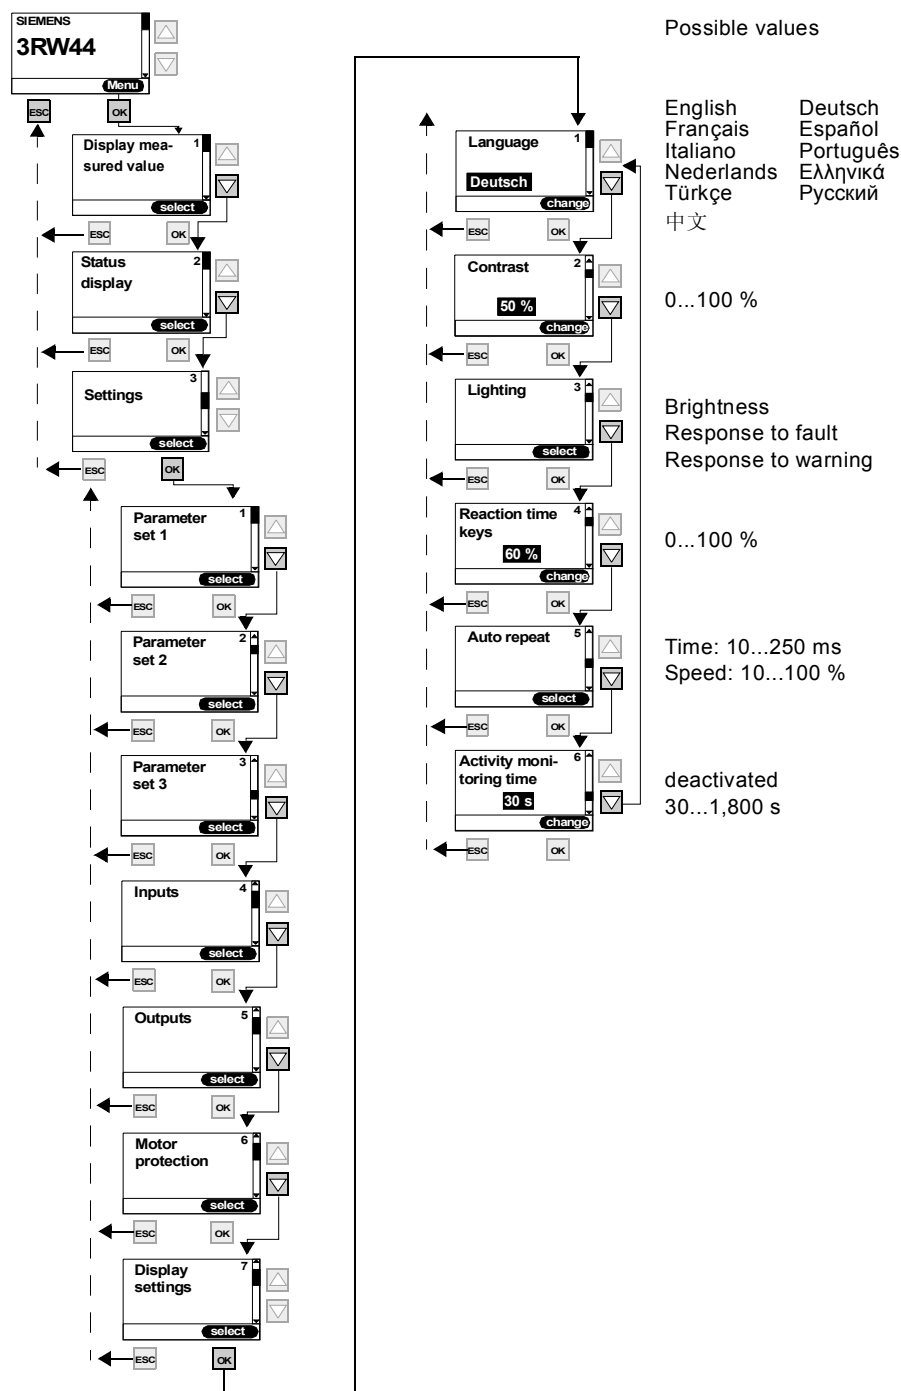 SIEMENS
3RW44
Menu
ESC
OK
Display mea-
sured value
1
select
ESC
OK
Status
display
2
select
ESC
OK
Settings
3
select
ESC
OK
Parameter
set 1
1
select
ESC
OK
Parameter
set 2
2
select
ESC
OK
Parameter
set 3
3
select
ESC
OK
Inputs
4
select
ESC
OK
Outputs
5
select
ESC
OK
Motor
protection
6
select
ESC
OK
Display
settings
7
select
ESC
OK
Language
1
Deutsch
change
ESC
OK
Contrast
2
50 %
change
ESC
OK
Lighting
3
select
ESC
OK
Reaction time
keys
4
60 %
change
ESC
OK
Auto repeat
5
select
ESC
OK
Activity moni-
toring time
6
30 s
change
ESC
OK
Possible values
English Deutsch
Français Español
Italiano Português
Nederlands Ελληνικά
Türkçe Русский
中文
0...100 %
Brightness
Response to fault
Response to warning
0...100 %
Time: 10...250 ms
Speed: 10...100 %
deactivated
30...1,800 s